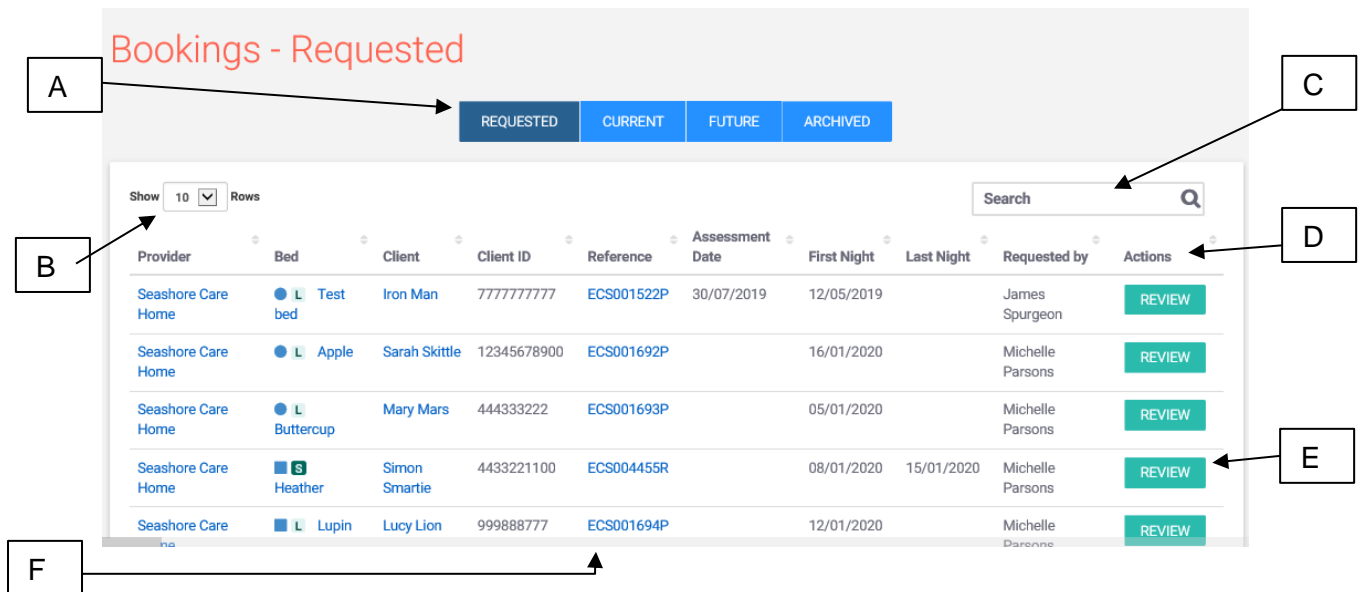 Bookings - Requested
A
C
REQUESTED CURRENT FUTURE ARCHIVED
Show 10 Rows
Search
B
D
Provider Bed Client Client ID Reference Assessment Date First Night Last Night Requested by Actions
Seashore Care L Test Iron Man 7777777777 ECS001522P 30/07/2019 12/05/2019 James REVIEW
Home bed Spurgeon
Seashore Care L Apple Sarah Skittle 12345678900 ECS001692P 16/01/2020 Michelle REVIEW
Home Parsons
Seashore Care L Mary Mars 444333222 ECS001693P 05/01/2020 Michelle REVIEW
Home Buttercup Parsons
Seashore Care S Simon 4433221100 ECS004455R 08/01/2020 15/01/2020 Michelle REVIEW
Home Heather Smartie Parsons
E
Seashore Care L Lupin Lucy Lion 999888777 ECS001694P 12/01/2020 Michelle REVIEW
Parsons
F